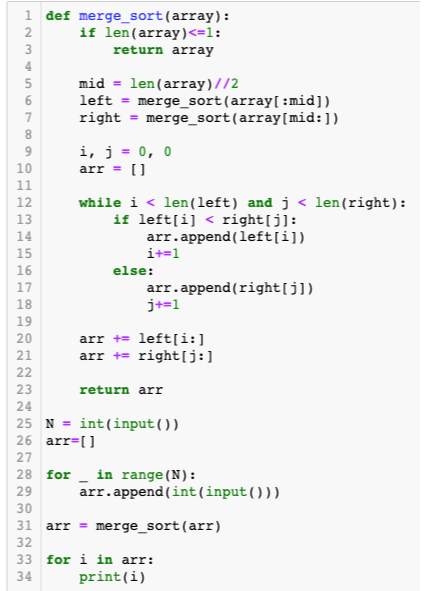 1 def merge_sort(array):
2     if len(array)<=1:
3         return array
4
5     mid = len(array)//2
6     left = merge_sort(array[:mid])
7     right = merge_sort(array[mid:])
8
9     i, j = 0, 0
10     arr = []
11
12     while i < len(left) and j < len(right):
13         if left[i] < right[j]:
14             arr.append(left[i])
15             i+=1
16         else:
17             arr.append(right[j])
18             j+=1
19
20     arr += left[i:]
21     arr += right[j:]
22
23     return arr
24
25 N = int(input())
26 arr=[]
27
28 for _ in range(N):
29     arr.append(int(input()))
30
31 arr = merge_sort(arr)
32
33 for i in arr:
34     print(i)